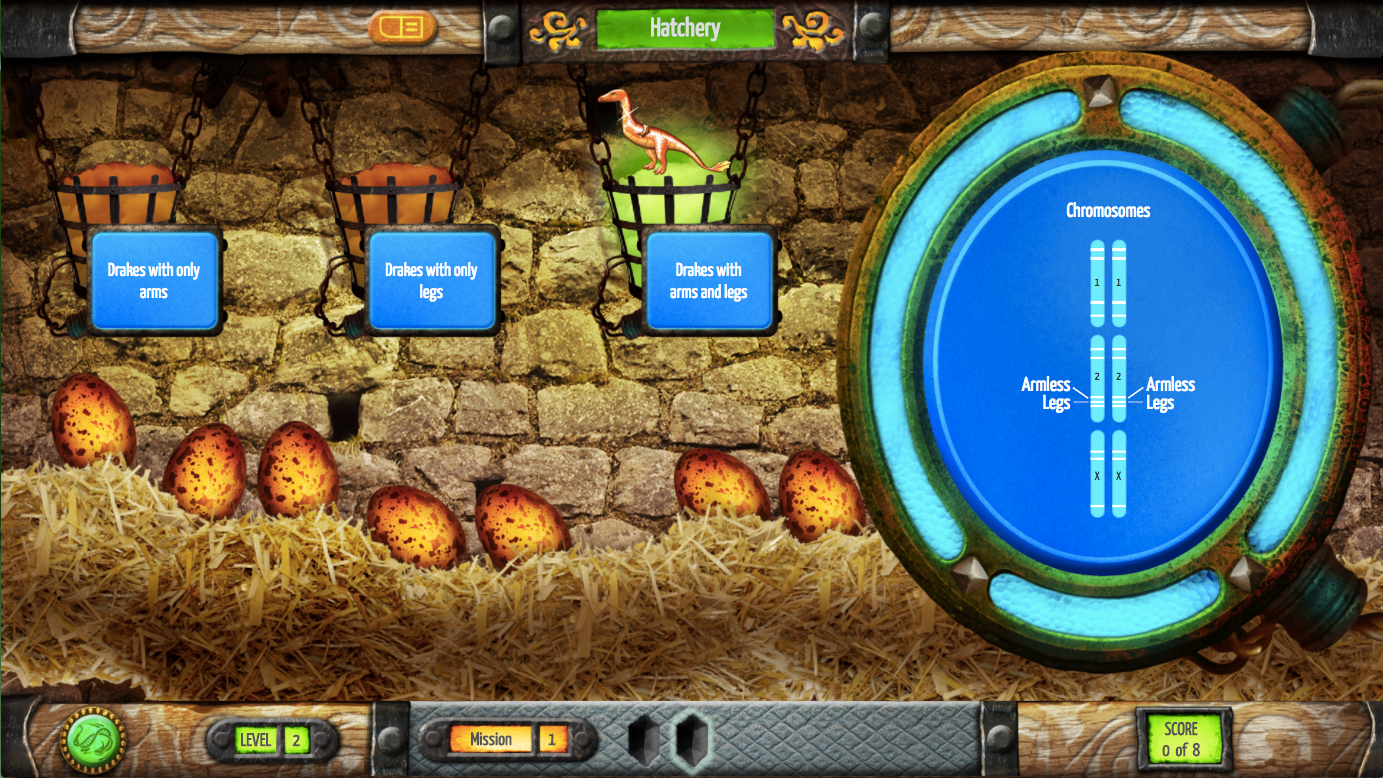 Hatchery
Drakes with only
arms
Drakes with only
legs
Drakes with
arms and legs
Chromosomes
1 1
2 2
Armless Armless
Legs Legs
X X
LEVEL 2
Mission 1
SCORE
0 of 8